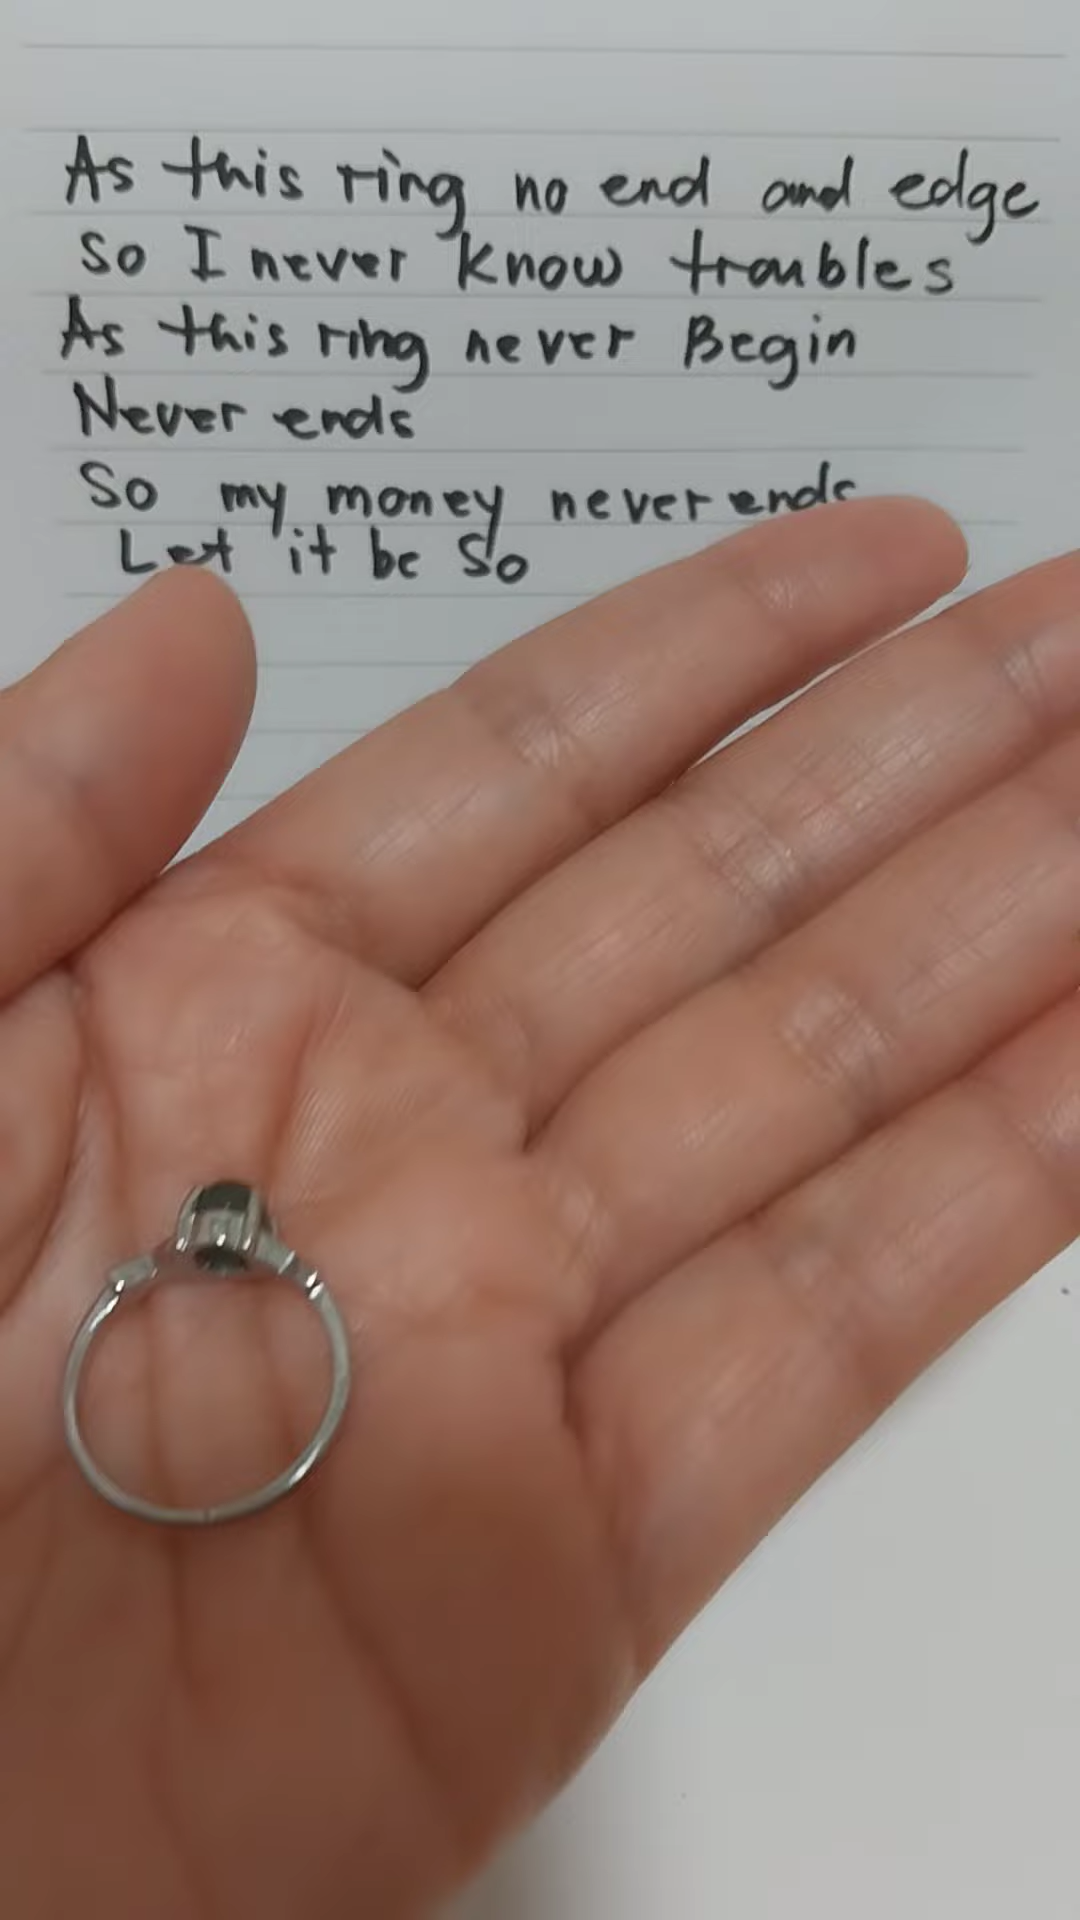 As this ring no end and edge
so I never know troubles
As this ring never Begin
Never ends
So my money never ends
Let it be So